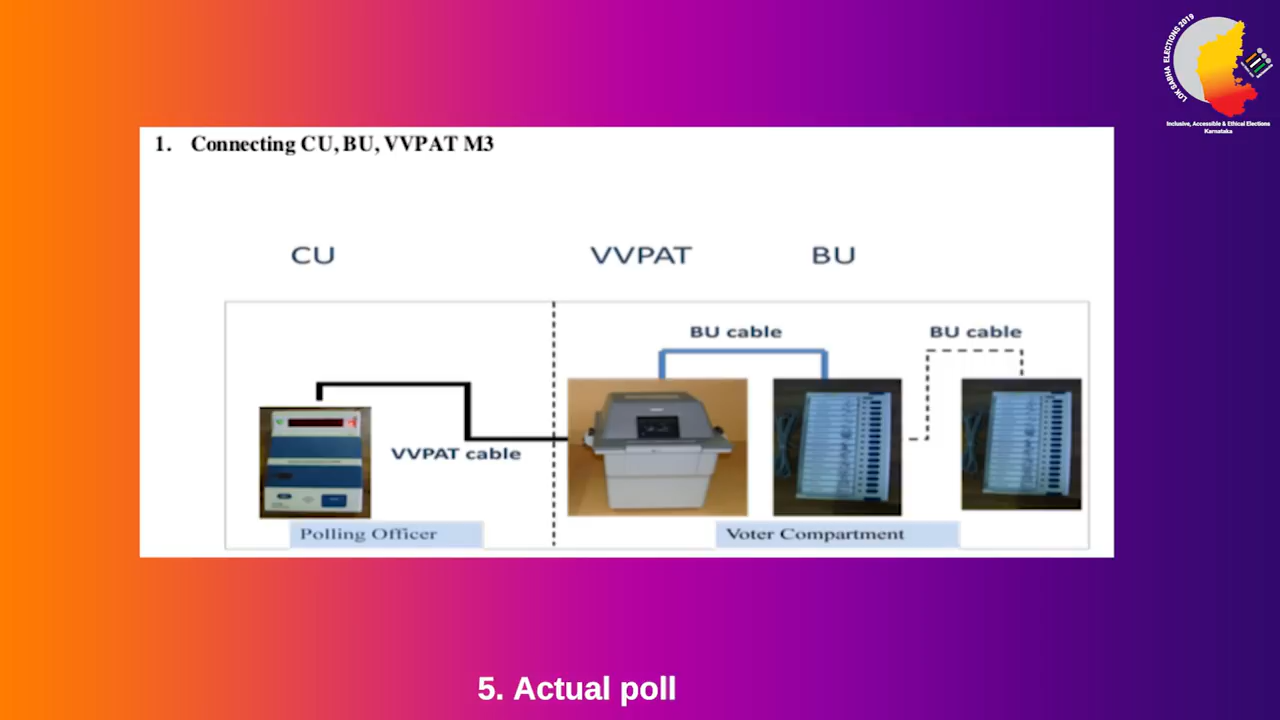 LOK SABHA ELECTIONS 2019
Inclusive, Accessible & Ethical Elections
Karnataka
1. Connecting CU, BU, VVPAT M3
CU VVPAT BU
BU cable BU cable
VVPAT cable
Polling Officer Voter Compartment
5. Actual poll